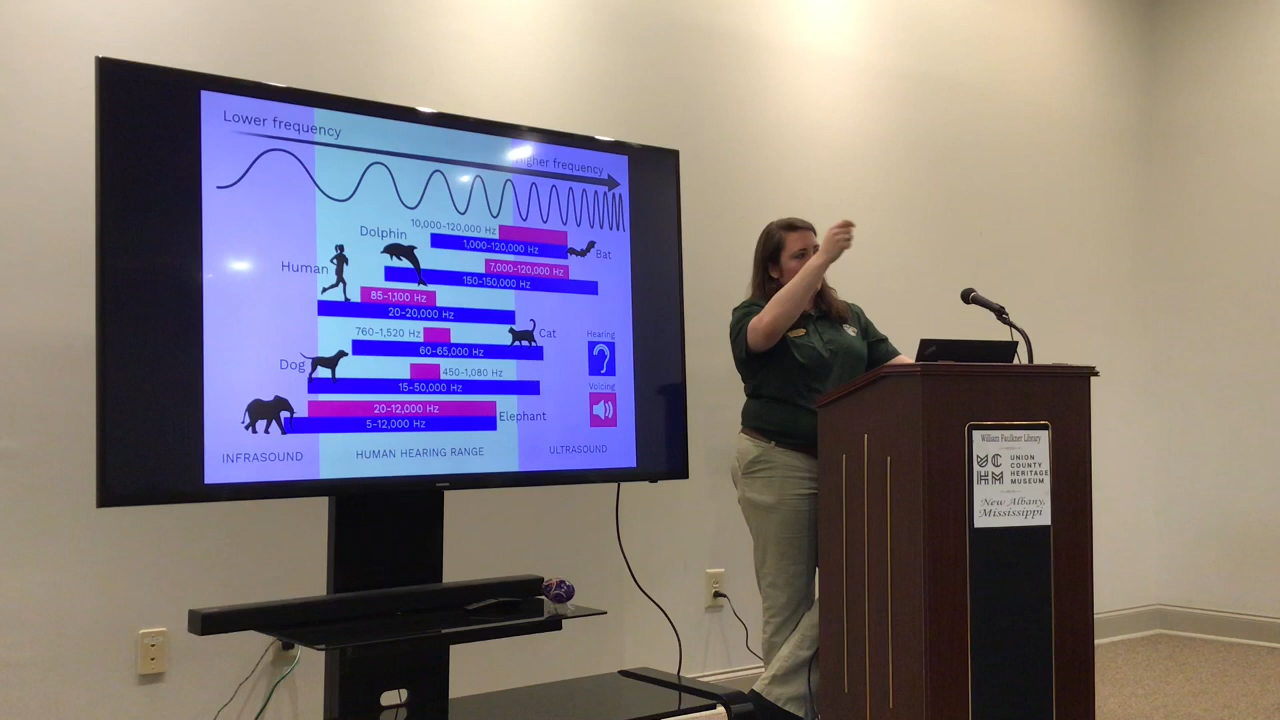 Lower frequency
Higher frequency
10,000-120,000 Hz
Dolphin
1,000-120,000 Hz
Bat
Human
7,000-120,000 Hz
150-150,000 Hz
85-1,100 Hz
20-20,000 Hz
760-1,520 Hz
Cat
Hearing
60-65,000 Hz
Dog
450-1,080 Hz
15-50,000 Hz
Voicing
20-12,000 Hz
Elephant
5-12,000 Hz
INFRASOUND
HUMAN HEARING RANGE
ULTRASOUND
William Faulkner Library
UC
HM
UNION
COUNTY
HERITAGE
MUSEUM
New Albany,
Mississippi